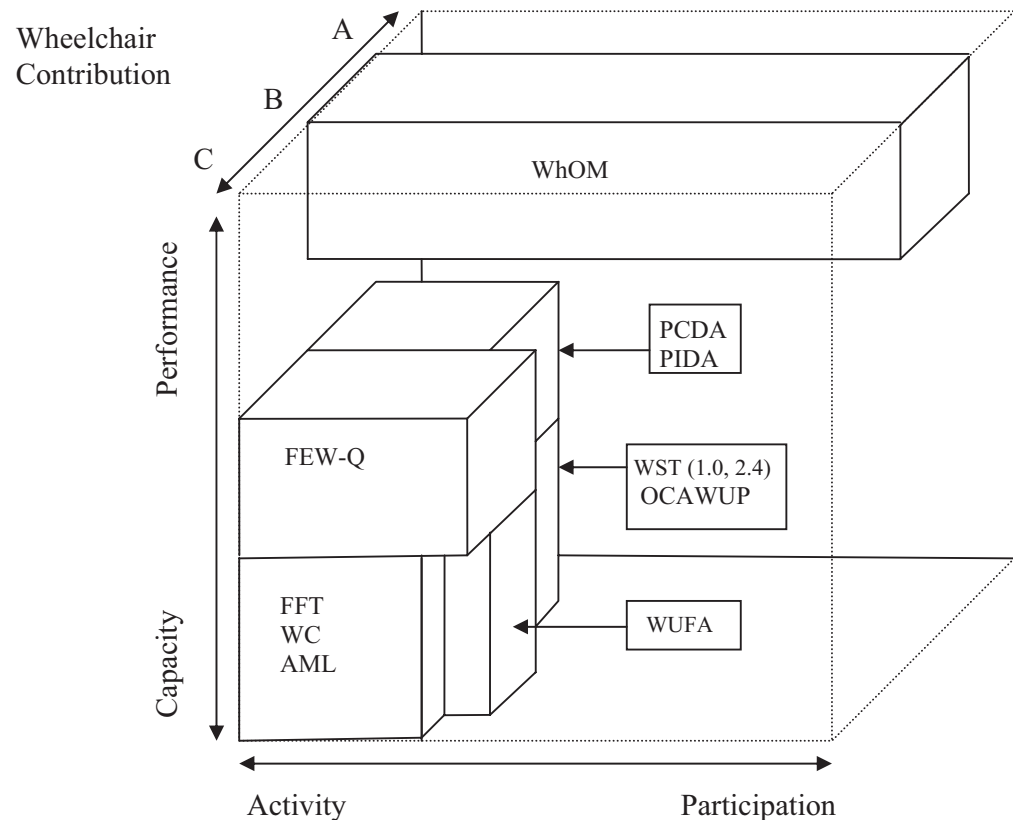 Wheelchair
Contribution
A
B
C
WhOM
Performance
PCDA
PIDA
FEW-Q
WST (1.0, 2.4)
OCAWUP
FFT
WC
AML
WUFA
Capacity
Activity
Participation